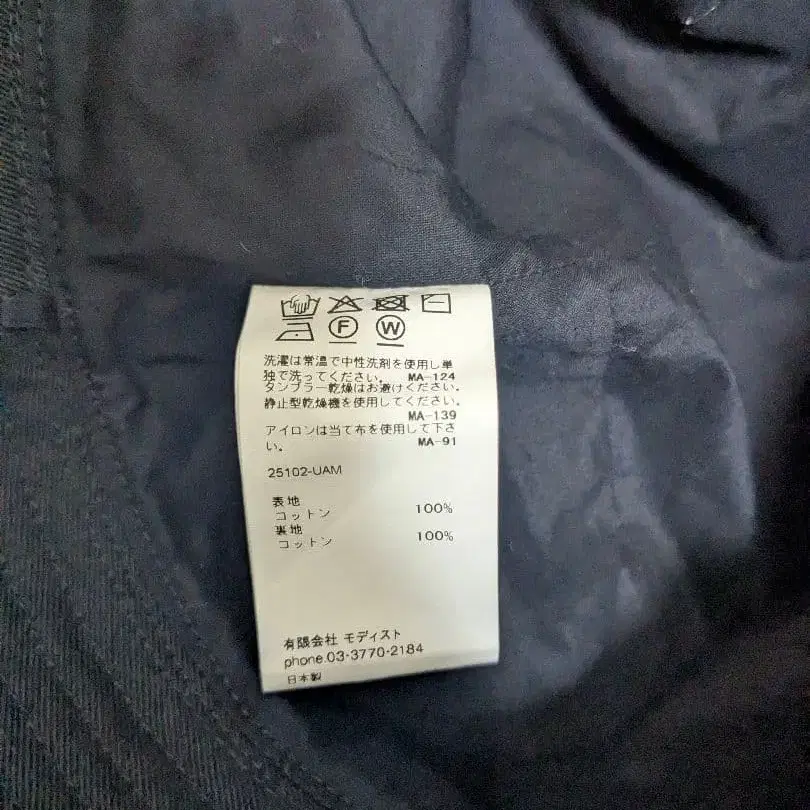 F W
洗濯は常温で中性洗剤を使用し単
独で洗ってください。 MA-124
タンブラー乾燥はお避けください。
静止型乾燥機を使用してください。
MA-139
アイロンは当て布を使用して下さ
い。 MA-91
25102-UAM
表地
コットン 100%
裏地
コットン 100%
有限会社 モディスト
phone.03-3770-2184
日本製